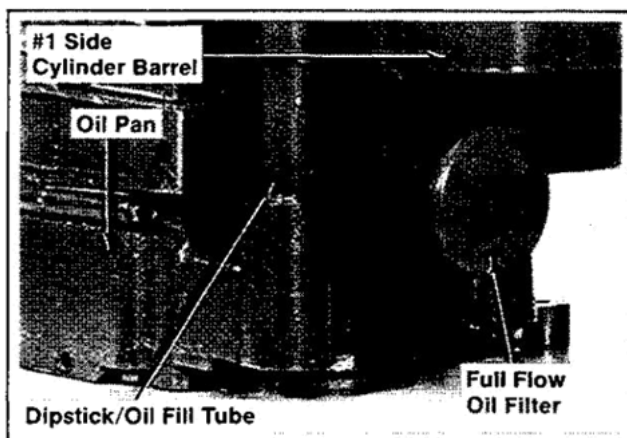 #1 Side
Cylinder Barrel
Oil Pan
Dipstick/Oil Fill Tube
Full Flow
Oil Filter